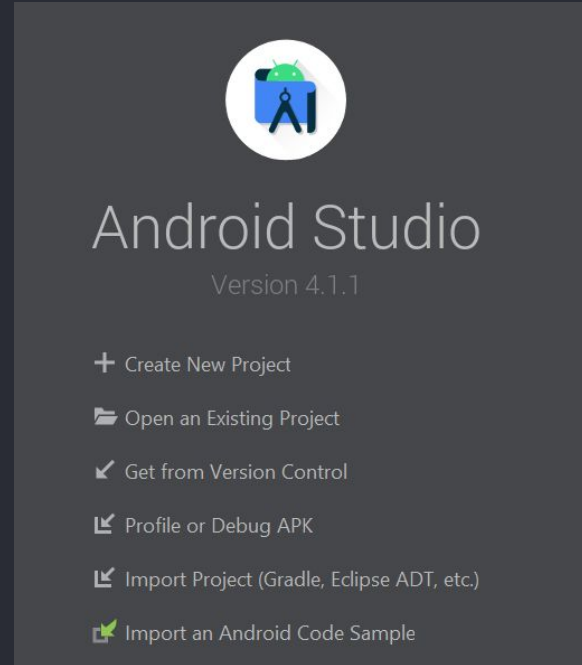 Android Studio
Version 4.1.1
Create New Project
Open an Existing Project
Get from Version Control
Profile or Debug APK
Import Project (Gradle, Eclipse ADT, etc.)
Import an Android Code Sample